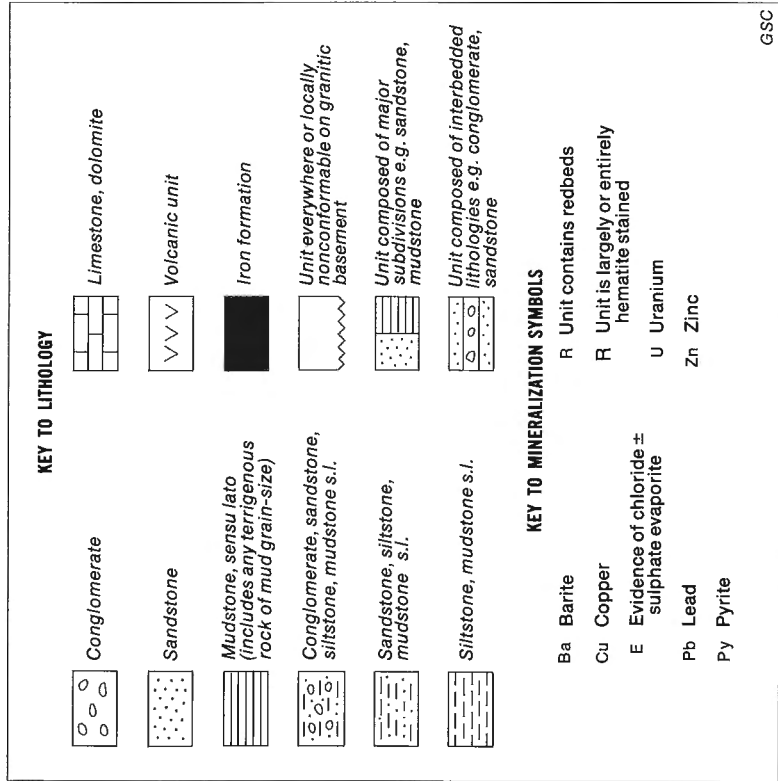 KEY TO LITHOLOGY
Conglomerate
Sandstone
Mudstone, sensu lato
(includes any terrigenous
rock of mud grain-size)
Conglomerate, sandstone,
siltstone, mudstone s.l.
Sandstone, siltstone,
mudstone s.l.
Siltstone, mudstone s.l.
Limestone, dolomite
Volcanic unit
Iron formation
Unit everywhere or locally
nonconformable on granitic
basement
Unit composed of major
subdivisions e.g. sandstone,
mudstone
Unit composed of interbedded
lithologies e.g. conglomerate,
sandstone
KEY TO MINERALIZATION SYMBOLS
Ba Barite
Cu Copper
E Evidence of chloride ±
sulphate evaporite
Pb Lead
Py Pyrite
R Unit contains redbeds
R Unit is largely or entirely
hematite stained
U Uranium
Zn Zinc
GSC